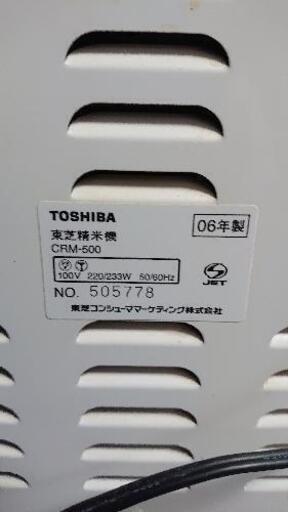 TOSHIBA
06年製
東芝精米機
CRM-500
100V 220/233W 50/60Hz
JET
NO. 505778
東芝コンシューママーケティング株式会社